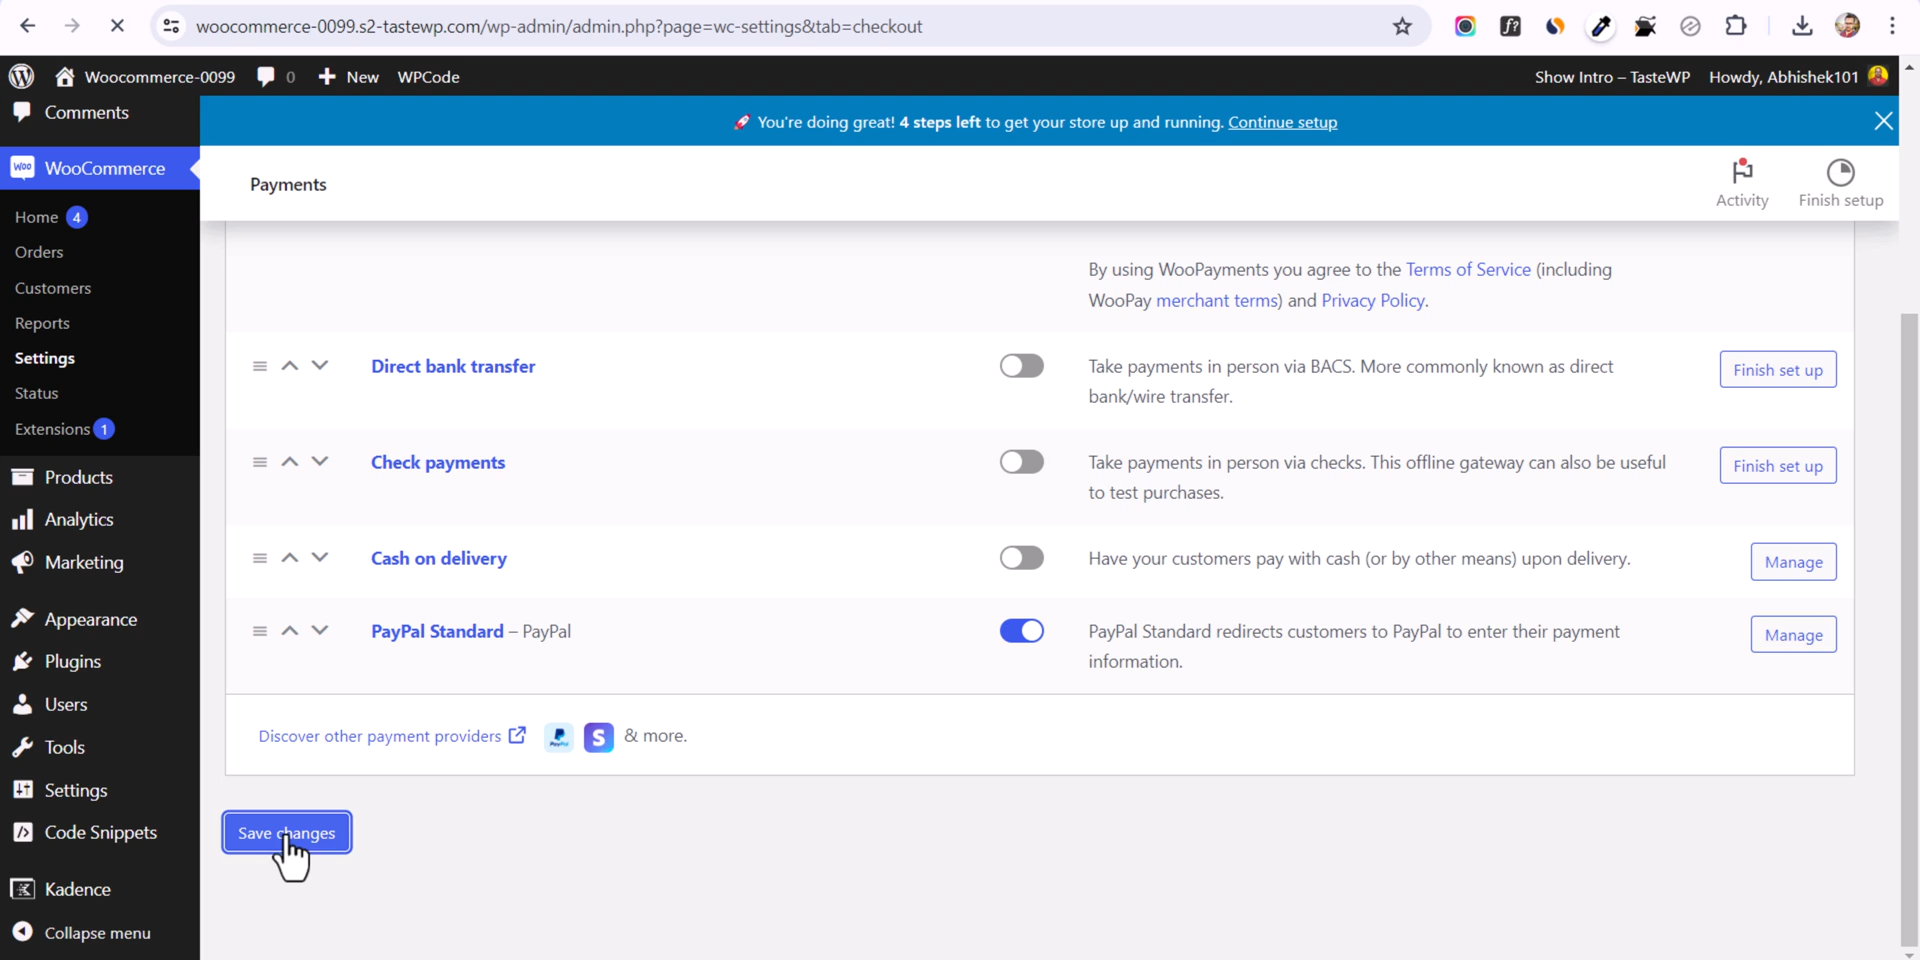 woocommerce-0099.s2-tastewp.com/wp-admin/admin.php?page=wc-settings&tab=checkout
f?
Woocommerce-0099 0 New WPCode Show Intro – TasteWP Howdy, Abhishek101
Comments
🚀 You're doing great! 4 steps left to get your store up and running. Continue setup
Woo WooCommerce
Payments
Activity
Finish setup
Home 4
Orders
Customers
Reports
Settings
Status
Extensions 1
Products
Analytics
Marketing
Appearance
Plugins
Users
Tools
Settings
Code Snippets
Kadence
Collapse menu
By using WooPayments you agree to the Terms of Service (including
WooPay merchant terms) and Privacy Policy.
Direct bank transfer
Take payments in person via BACS. More commonly known as direct
bank/wire transfer.
Finish set up
Check payments
Take payments in person via checks. This offline gateway can also be useful
to test purchases.
Finish set up
Cash on delivery
Have your customers pay with cash (or by other means) upon delivery.
Manage
PayPal Standard – PayPal
PayPal Standard redirects customers to PayPal to enter their payment
information.
Manage
Discover other payment providers PayPal S & more.
Save changes